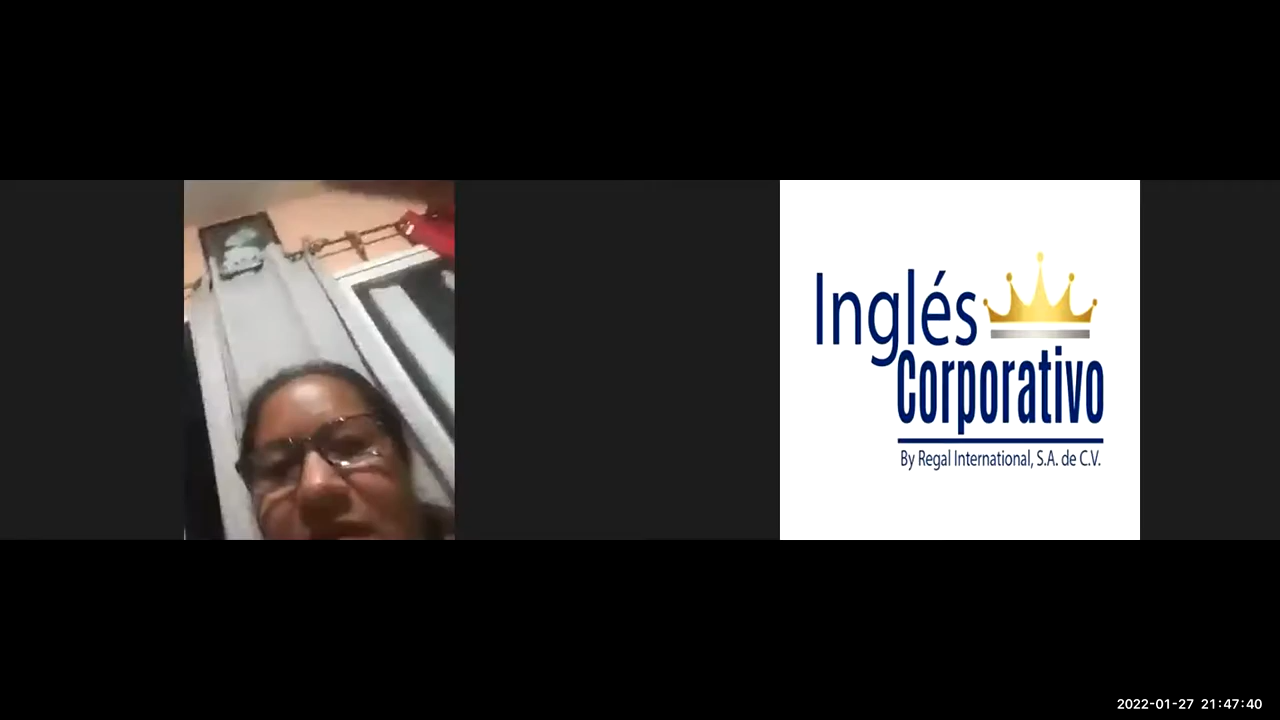 Inglés
Corporativo
By Regal International, S.A. de C.V.
2022-01-27 21:47:40